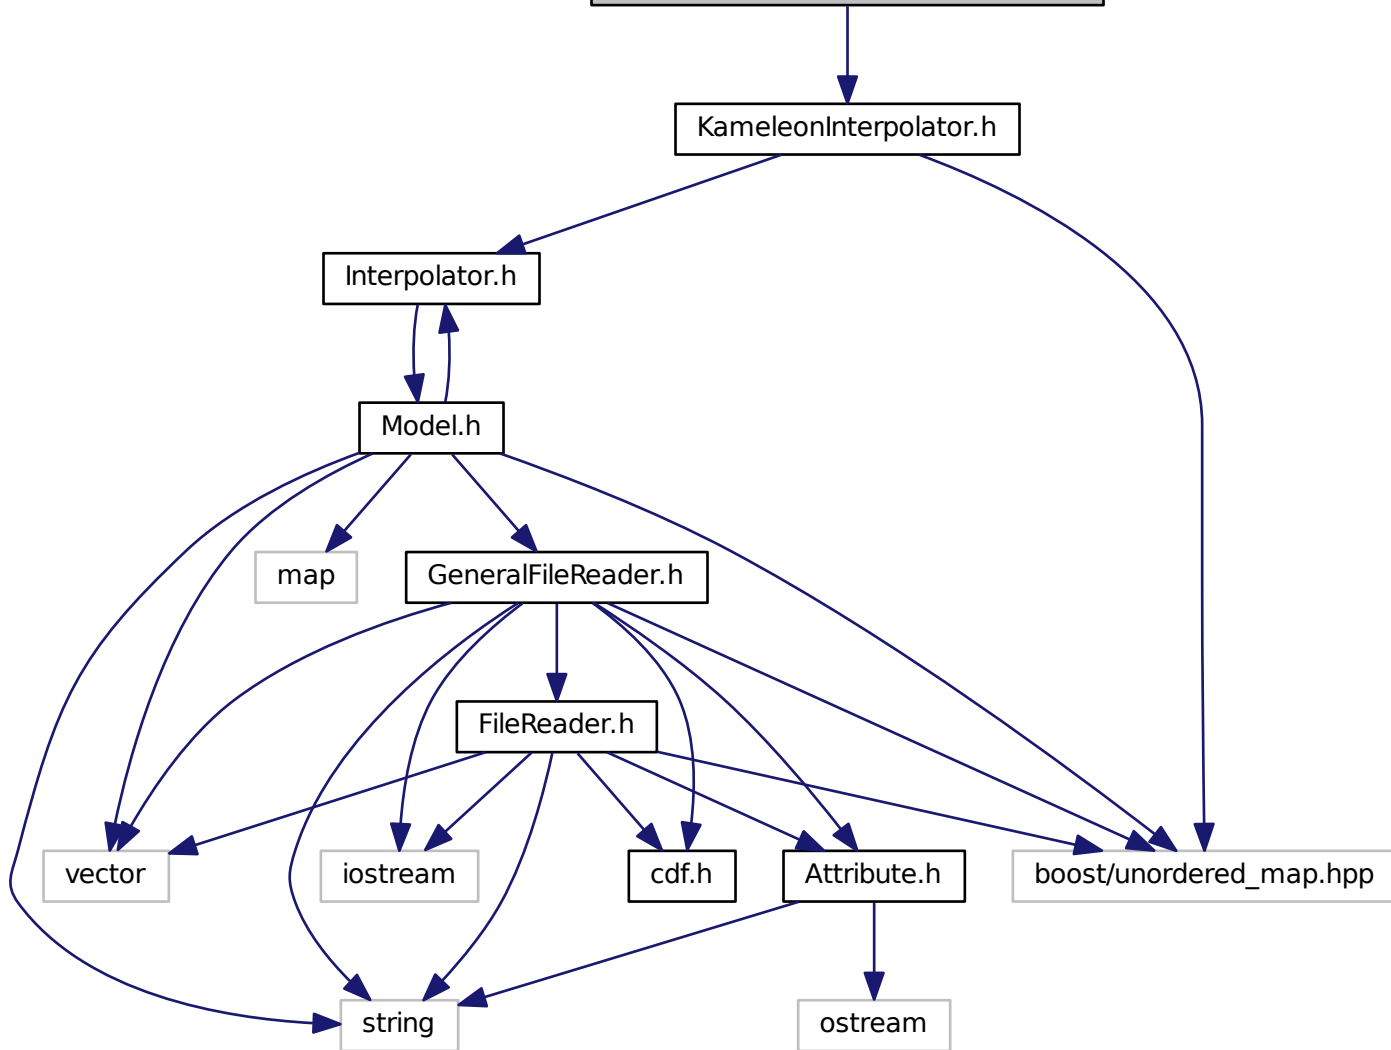 KameleonInterpolator.h
Interpolator.h
Model.h
map
GeneralFileReader.h
FileReader.h
vector
iostream
cdf.h
Attribute.h
boost/unordered_map.hpp
string
ostream